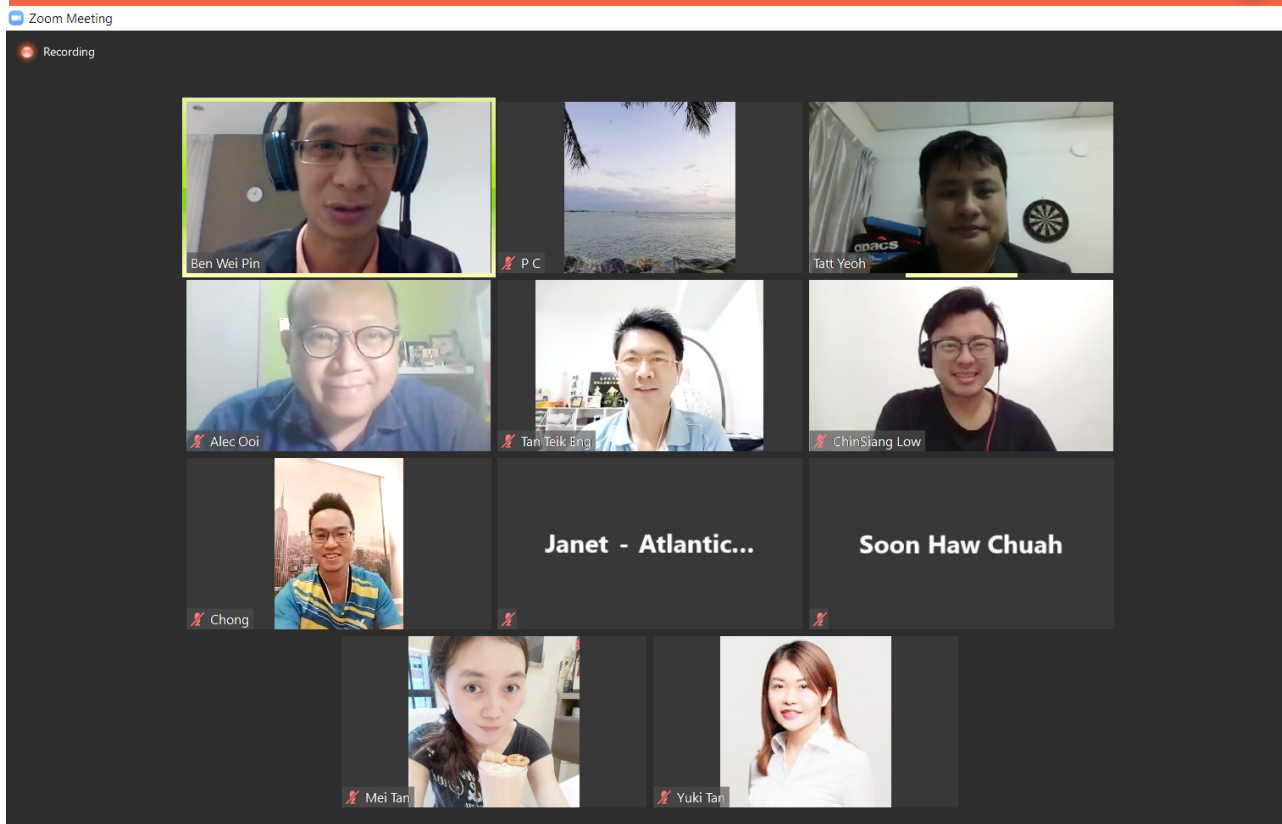 Zoom Meeting
Recording
Ben Wei Pin
P C
apacs
Tatt Yeoh
Alec Ooi
Tan Teik Eng
ChinSiang Low
Chong
Janet - Atlantic...
Soon Haw Chuah
Mei Tan
Yuki Tan